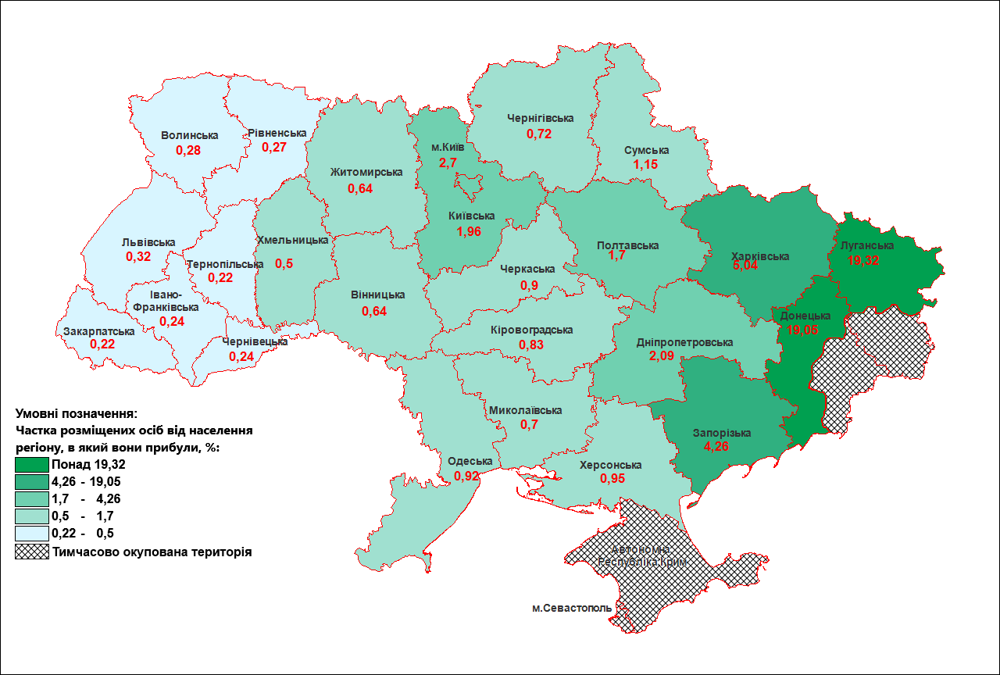 Чернігівська
0,72
Волинська
0,28
Рівненська
0,27
м.Київ
2,7
Сумська
1,15
Житомирська
0,64
Київська
1,96
Львівська
0,32
Хмельницька
0,5
Тернопільська
0,22
Полтавська
1,7
Харківська
5,04
Луганська
19,32
Черкаська
0,9
Івано-
Франківська
0,24
Вінницька
0,64
Закарпатська
0,22
Чернівецька
0,24
Кіровоградська
0,83
Дніпропетровська
2,09
Донецька
19,05
Миколаївська
0,7
Запорізька
4,26
Одеська
0,92
Херсонська
0,95
Автономна
Республіка Крим
м.Севастополь
Умовні позначення:
Частка розміщених осіб від населення
регіону, в який вони прибули, %:
Понад 19,32
4,26 - 19,05
1,7 - 4,26
0,5 - 1,7
0,22 - 0,5
Тимчасово окупована територія